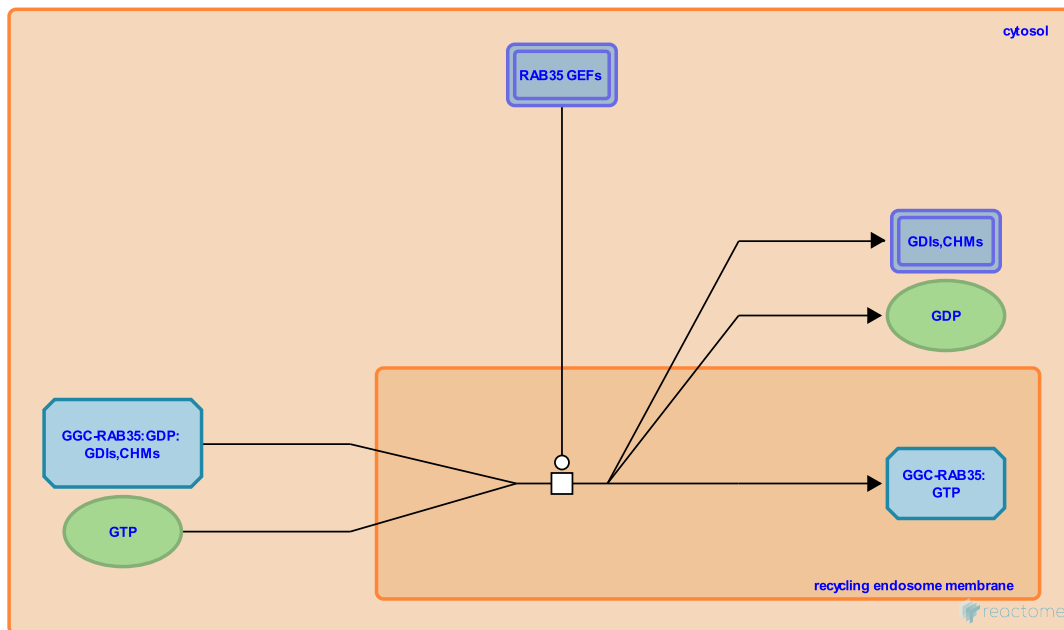 cytosol
RAB35 GEFs
GDIs,CHMs
GDP
GGC-RAB35:GDP:
GDIs,CHMs
GTP
GGC-RAB35:
GTP
recycling endosome membrane
reactome